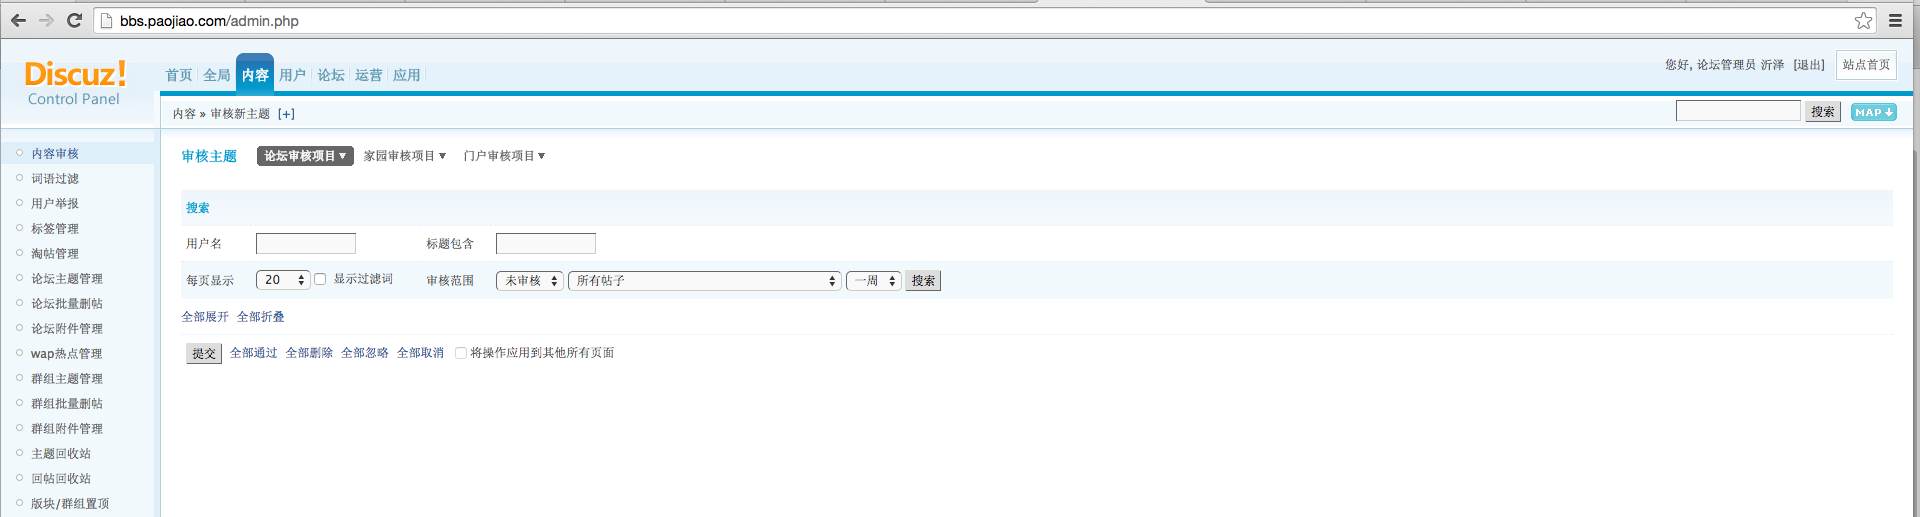 bbs.paojiao.com/admin.php
Discuz!
Control Panel
首页 全局 内容 用户 论坛 运营 应用
您好, 论坛管理员 沂泽 [退出] 站点首页
内容 » 审核新主题 [+]
搜索 MAP
内容审核
词语过滤
用户举报
标签管理
淘帖管理
论坛主题管理
论坛批量删帖
论坛附件管理
wap热点管理
群组主题管理
群组批量删帖
群组附件管理
主题回收站
回帖回收站
版块/群组置顶
审核主题 论坛审核项目 家园审核项目 门户审核项目
搜索
用户名 标题包含
每页显示 20 显示过滤词 审核范围 未审核 所有帖子 一周 搜索
全部展开 全部折叠
提交 全部通过 全部删除 全部忽略 全部取消 将操作应用到其他所有页面